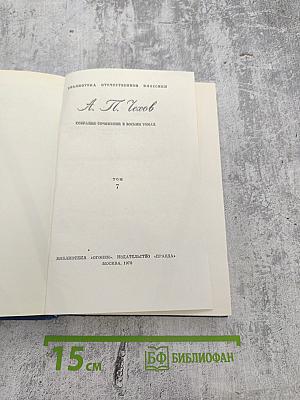 БИБЛИОТЕКА ОТЕЧЕСТВЕННОЙ КЛАССИКИ
А. П. Чехов
СОБРАНИЕ СОЧИНЕНИЙ В ВОСЬМИ ТОМАХ
ТОМ
7
БИБЛИОТЕКА «ОГОНЕК». ИЗДАТЕЛЬСТВО «ПРАВДА»
МОСКВА, 1970
15 см
БФ БИБЛИОФАН